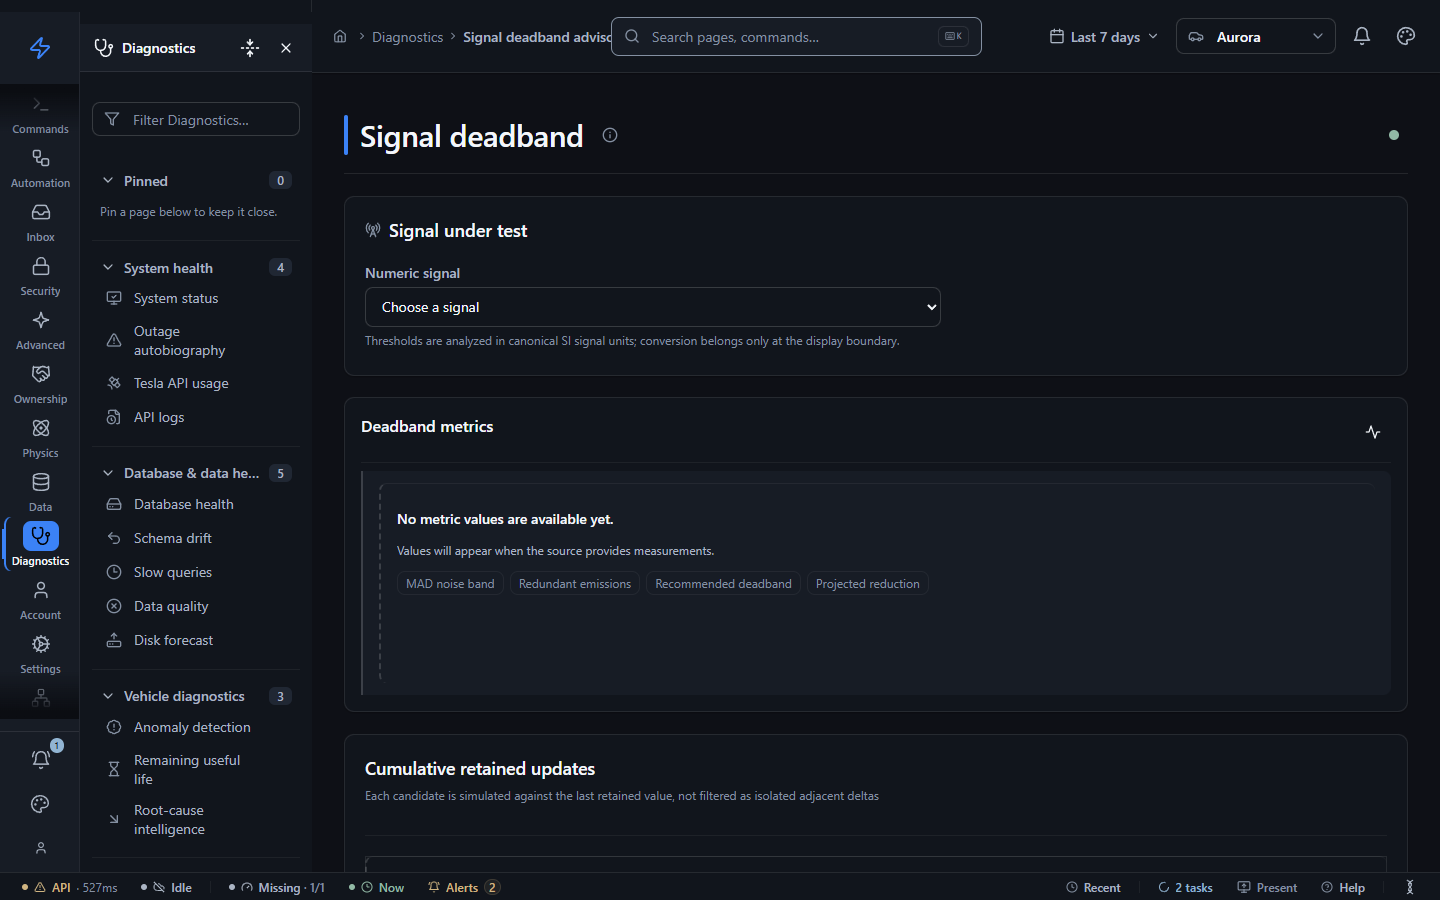 Commands
Automation
Inbox
Security
Advanced
Ownership
Physics
Data
Diagnostics
Account
Settings
1
Diagnostics
Filter Diagnostics...
Pinned 0
Pin a page below to keep it close.
System health 4
System status
Outage
autobiography
Tesla API usage
API logs
Database & data he... 5
Database health
Schema drift
Slow queries
Data quality
Disk forecast
Vehicle diagnostics 3
Anomaly detection
Remaining useful
life
Root-cause
intelligence
Diagnostics Signal deadband advisc
Search pages, commands... K
Last 7 days
Aurora
Signal deadband
Signal under test
Numeric signal
Choose a signal
Thresholds are analyzed in canonical SI signal units; conversion belongs only at the display boundary.
Deadband metrics
No metric values are available yet.
Values will appear when the source provides measurements.
MAD noise band Redundant emissions Recommended deadband Projected reduction
Cumulative retained updates
Each candidate is simulated against the last retained value, not filtered as isolated adjacent deltas
API · 527ms Idle Missing · 1/1 Now Alerts 2 Recent 2 tasks Present Help